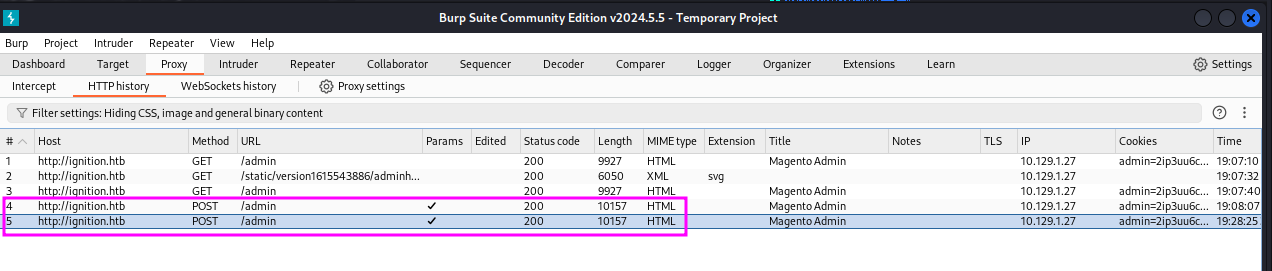 Burp Suite Community Edition v2024.5.5 - Temporary Project
Burp Project Intruder Repeater View Help
Dashboard Target Proxy Intruder Repeater Collaborator Sequencer Decoder Comparer Logger Organizer Extensions Learn Settings
Intercept HTTP history WebSockets history Proxy settings
Filter settings: Hiding CSS, image and general binary content
# Host Method URL Params Edited Status code Length MIME type Extension Title Notes TLS IP Cookies Time
1 http://ignition.htb GET /admin 200 9927 HTML Magento Admin 10.129.1.27 admin=2ip3uu6c... 19:07:10
2 http://ignition.htb GET /static/version1615543886/adminh... 200 6050 XML svg 10.129.1.27 19:07:32
3 http://ignition.htb GET /admin 200 9927 HTML Magento Admin 10.129.1.27 admin=2ip3uu6c... 19:07:40
4 http://ignition.htb POST /admin ✓ 200 10157 HTML Magento Admin 10.129.1.27 admin=2ip3uu6c... 19:08:07
5 http://ignition.htb POST /admin ✓ 200 10157 HTML Magento Admin 10.129.1.27 admin=2ip3uu6c... 19:28:25